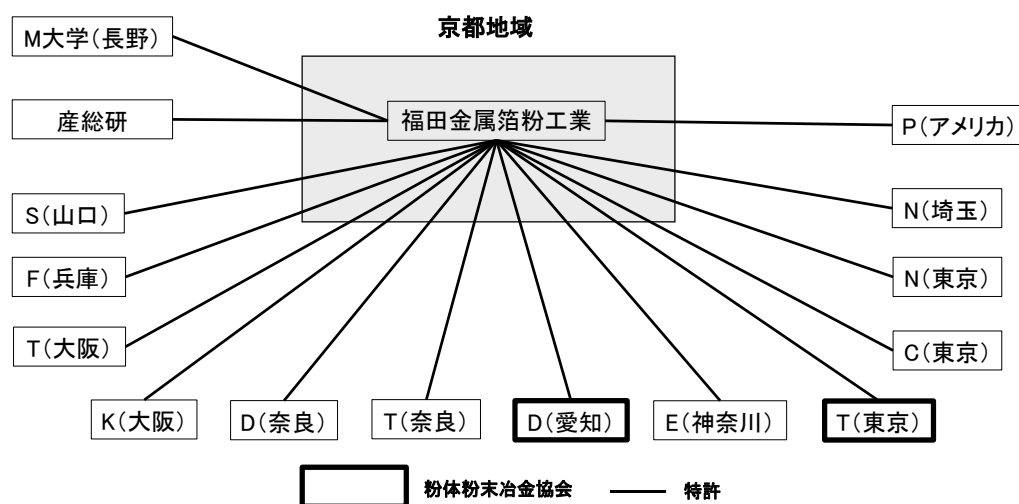 京都地域
M大学(長野)
産総研
福田金属箔粉工業
P(アメリカ)
S(山口)
N(埼玉)
F(兵庫)
N(東京)
T(大阪)
C(東京)
K(大阪)
D(奈良)
T(奈良)
D(愛知)
E(神奈川)
T(東京)
粉体粉末冶金協会
特許